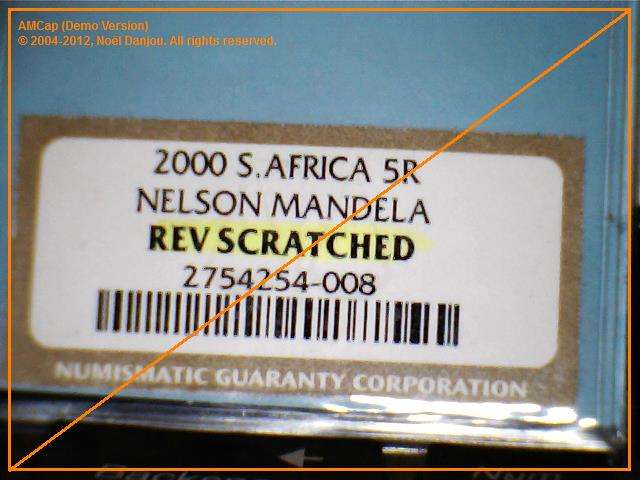 AMCap (Demo Version)
© 2004-2012, Noël Danjou. All rights reserved.
2000 S.AFRICA 5R
NELSON MANDELA
REV SCRATCHED
2754254-008
NUMISMATIC GUARANTY CORPORATION